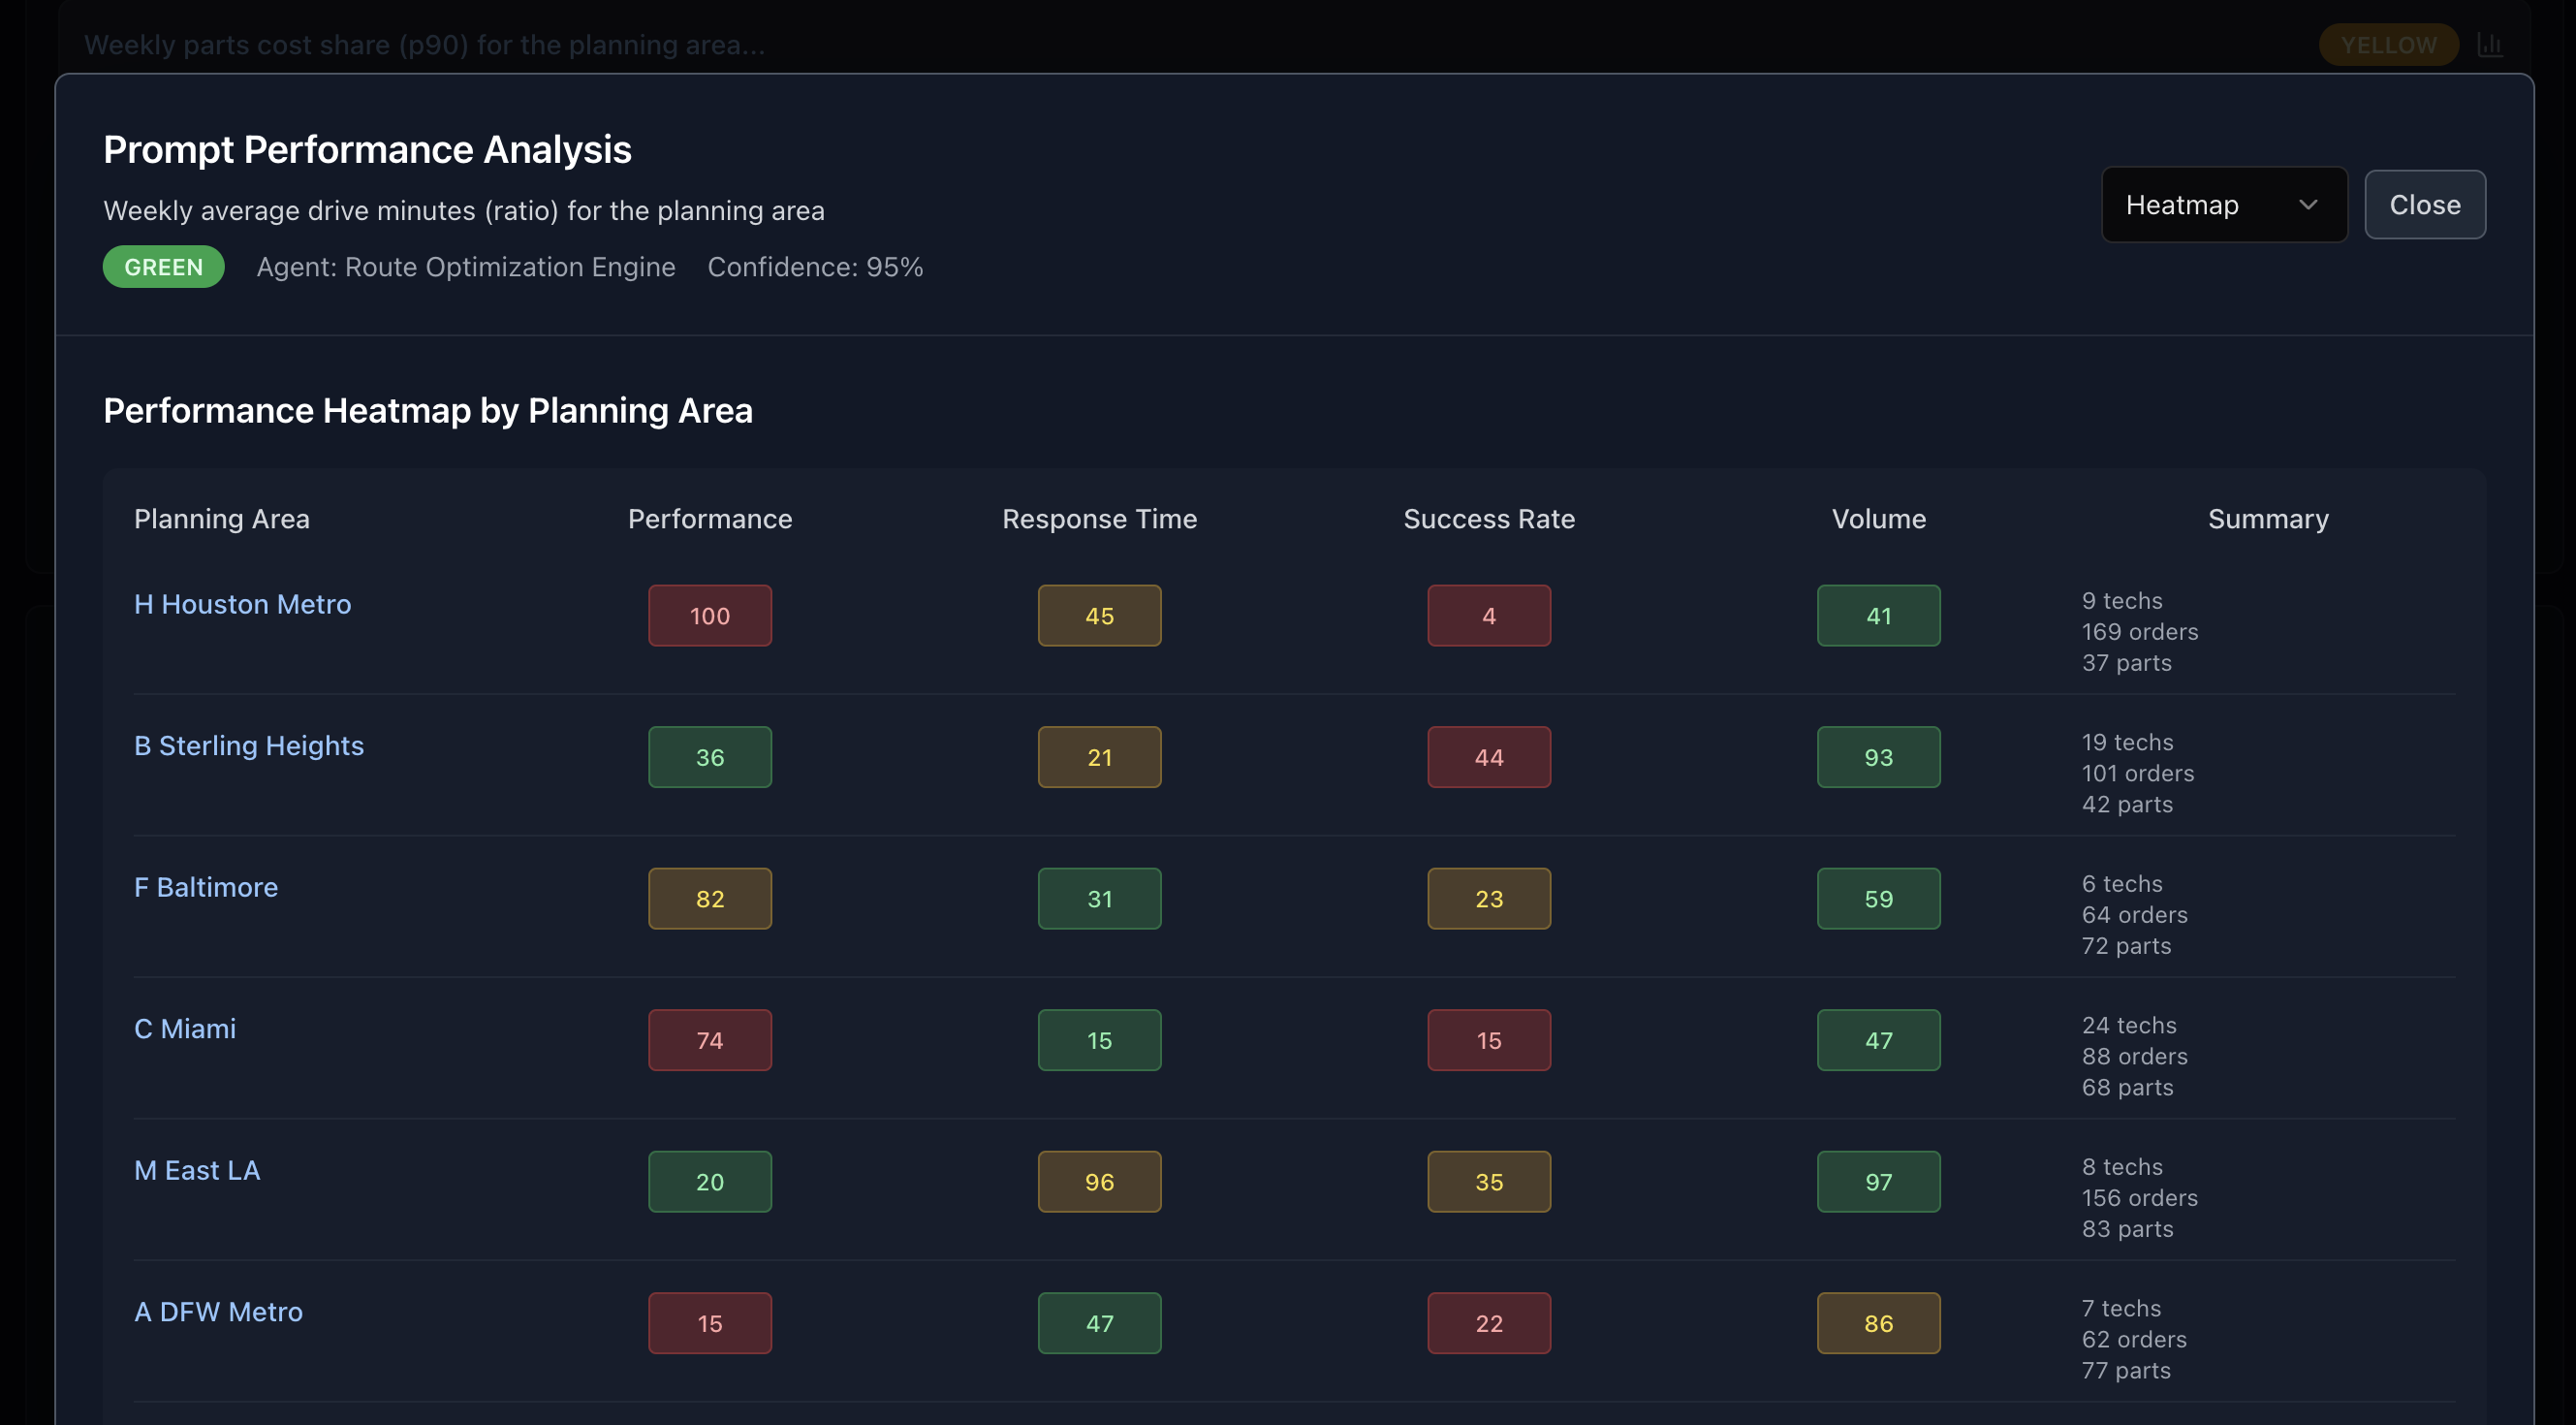 Weekly parts cost share (p90) for the planning area...
YELLOW
Prompt Performance Analysis
Weekly average drive minutes (ratio) for the planning area
GREEN Agent: Route Optimization Engine Confidence: 95%
Heatmap
Close
Performance Heatmap by Planning Area
Planning Area Performance Response Time Success Rate Volume Summary
H Houston Metro 100 45 4 41
9 techs
169 orders
37 parts
B Sterling Heights 36 21 44 93
19 techs
101 orders
42 parts
F Baltimore 82 31 23 59
6 techs
64 orders
72 parts
C Miami 74 15 15 47
24 techs
88 orders
68 parts
M East LA 20 96 35 97
8 techs
156 orders
83 parts
A DFW Metro 15 47 22 86
7 techs
62 orders
77 parts